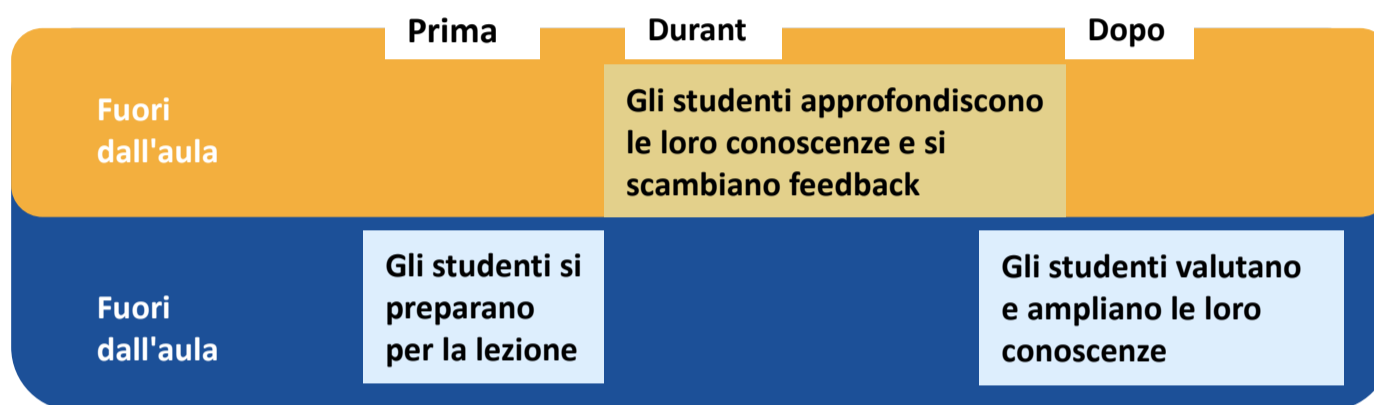 Prima
Durant
Dopo
Fuori
dall'aula
Gli studenti approfondiscono
le loro conoscenze e si
scambiano feedback
Fuori
dall'aula
Gli studenti si
preparano
per la lezione
Gli studenti valutano
e ampliano le loro
conoscenze